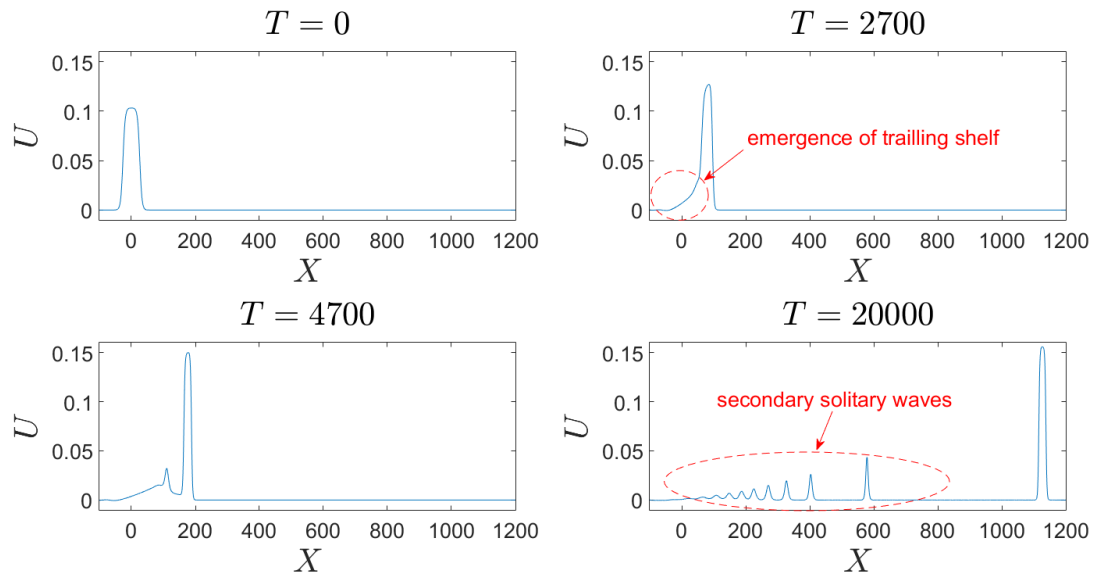 T = 0
0.15
0.1
0.05
0
U
0 200 400 600 800 1000 1200
X
T = 2700
0.15
0.1
0.05
0
U
emergence of trailling shelf
0 200 400 600 800 1000 1200
X
T = 4700
0.15
0.1
0.05
0
U
0 200 400 600 800 1000 1200
X
T = 20000
0.15
0.1
0.05
0
U
secondary solitary waves
0 200 400 600 800 1000 1200
X